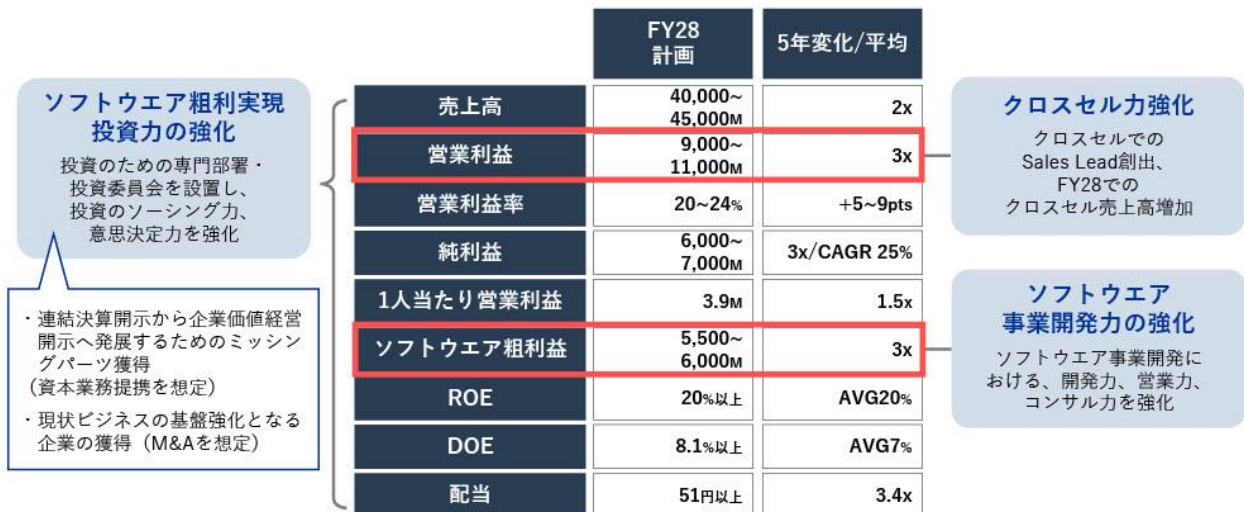 FY28
計画
5年変化/平均
ソフトウエア粗利実現
投資力の強化
投資のための専門部署・
投資委員会を設置し、
投資のソーシング力、
意思決定力を強化
・連結決算開示から企業価値経営
開示へ発展するためのミッシン
グパーツ獲得
(資本業務提携を想定)
・現状ビジネスの基盤強化となる
企業の獲得（M&Aを想定）
売上高
40,000~
45,000M
2x
営業利益
9,000~
11,000M
3x
営業利益率
20~24%
+5~9pts
純利益
6,000~
7,000M
3x/CAGR 25%
1人当たり営業利益
3.9M
1.5x
ソフトウエア粗利益
5,500~
6,000M
3x
ROE
20%以上
AVG20%
DOE
8.1%以上
AVG7%
配当
51円以上
3.4x
クロスセル力強化
クロスセルでの
Sales Lead創出、
FY28での
クロスセル売上高増加
ソフトウエア
事業開発力の強化
ソフトウエア事業開発に
おける、開発力、営業力、
コンサル力を強化